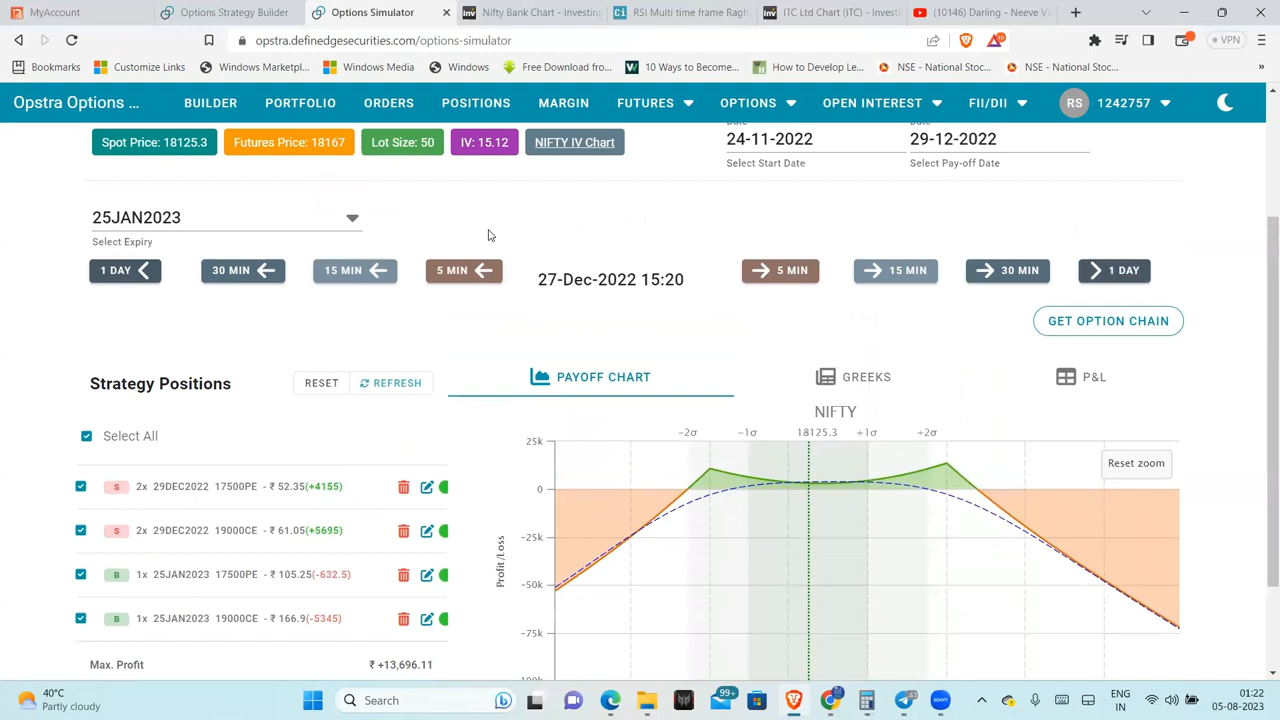 MyAccount
Options Strategy Builder
Options Simulator
Nifty Bank Chart - Investin
RSI Multi time frame Ragh
ITC Ltd Chart (ITC) - Investi
(10146) Darling - Neeve Vi
opstra.definedgesecurities.com/options-simulator
10
VPN
Bookmarks
Customize Links
Windows Marketpl...
Windows Media
Windows
Free Download fro...
10 Ways to Become...
How to Develop Le...
NSE - National Stoc...
NSE - National Stoc...
»
Opstra Options ...
BUILDER
PORTFOLIO
ORDERS
POSITIONS
MARGIN
FUTURES
OPTIONS
OPEN INTEREST
FII/DII
RS
1242757
Spot Price: 18125.3
Futures Price: 18167
Lot Size: 50
IV: 15.12
NIFTY IV Chart
Date
24-11-2022
Select Start Date
Date
29-12-2022
Select Pay-off Date
25JAN2023
Select Expiry
1 DAY
30 MIN
15 MIN
5 MIN
27-Dec-2022 15:20
5 MIN
15 MIN
30 MIN
1 DAY
GET OPTION CHAIN
Strategy Positions
RESET
REFRESH
PAYOFF CHART
GREEKS
P&L
Select All
S 2x 29DEC2022 17500PE - ₹ 52.35(+4155)
S 2x 29DEC2022 19000CE - ₹ 61.05(+5695)
B 1x 25JAN2023 17500PE - ₹ 105.25(-632.5)
B 1x 25JAN2023 19000CE - ₹ 166.9(-5345)
Max. Profit ₹ +13,696.11
NIFTY
-2σ -1σ 18125.3 +1σ +2σ
Reset zoom
25k
0
-25k
-50k
-75k
-100k
Profit/Loss
40°C
Partly cloudy
Search
99+
63
ENG
IN
01:22
05-08-2023